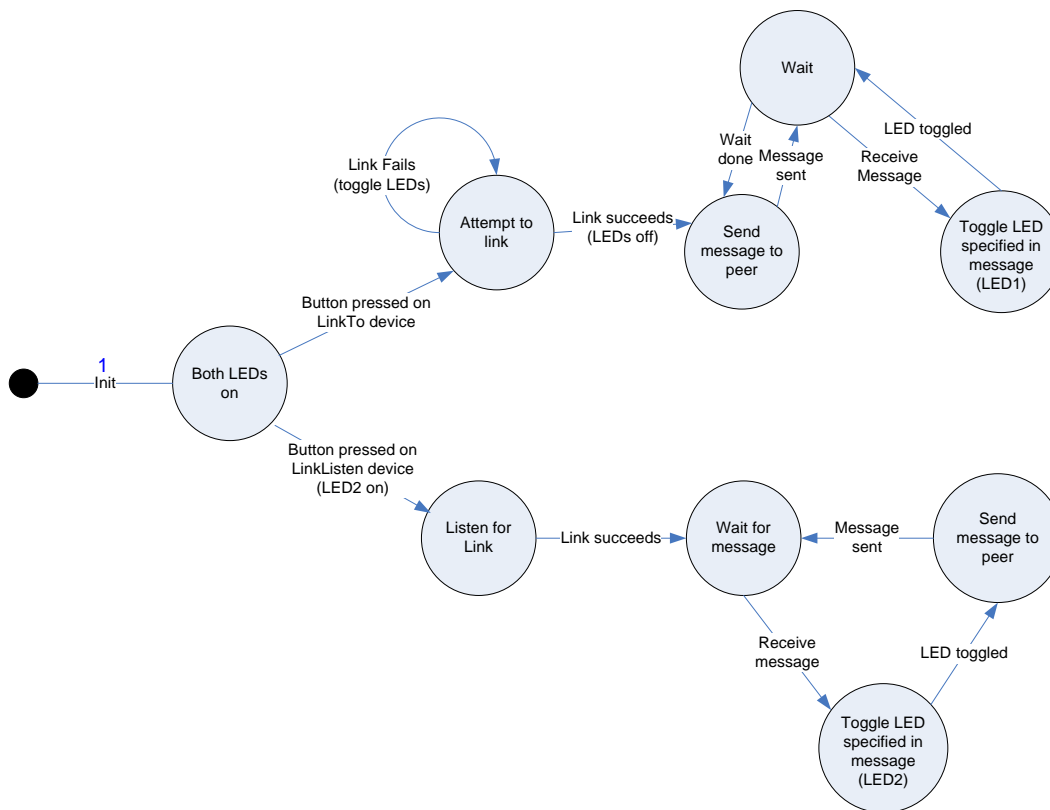 Wait
Wait
done
Message
sent
LED toggled
Receive
Message
Link Fails
(toggle LEDs)
Attempt to
link
Link succeeds
(LEDs off)
Send
message to
peer
Toggle LED
specified in
message
(LED1)
Button pressed on
LinkTo device
1
Init
Both LEDs
on
Button pressed on
LinkListen device
(LED2 on)
Listen for
Link
Link succeeds
Wait for
message
Message
sent
Send
message to
peer
Receive
message
LED toggled
Toggle LED
specified in
message
(LED2)